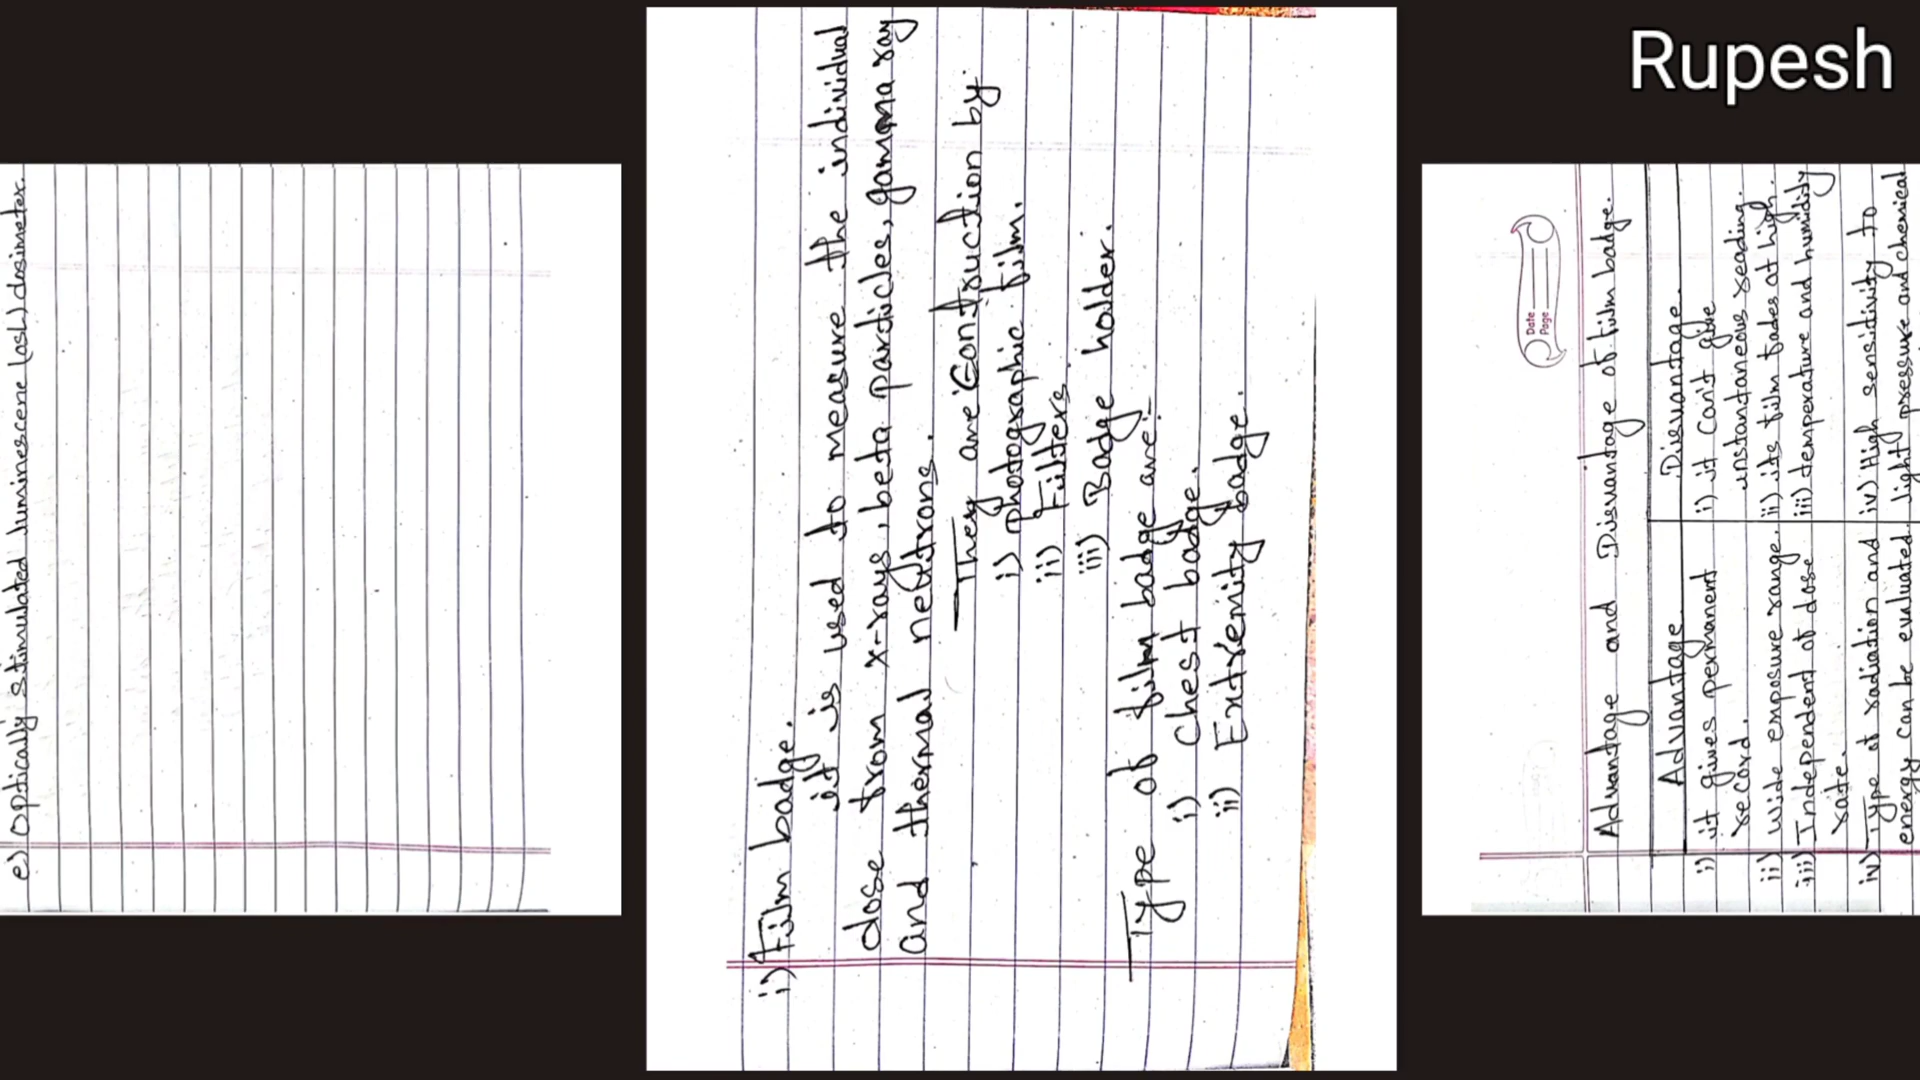 Rupesh
e) Optically stimulated luminescene (OSL) dosimeter.
i) Film badge.
it is used to measure the individual
dose from x-rays, beta particles, gamma ray
and thermal neutrons.
They are Contruction by.
i) photographic film.
ii) Fulters
iii) Badge holder.
Type of film badge are:-
i) Chest badge.
ii) Extremity badge.
Date
Page
Advantage and Disvantage of film badge.
Advantage
i) it gives permanent
record.
ii) Wide exposure range.
iii) Independent of dose
rate.
iv) Type of radiation and
energy can be evaluated.
Disvantage.
i) it can't give
instantaneous reading.
ii) its film fades at high.
iii) temperature and humidity
iv) High sensitivity to
light, pressure and chemical